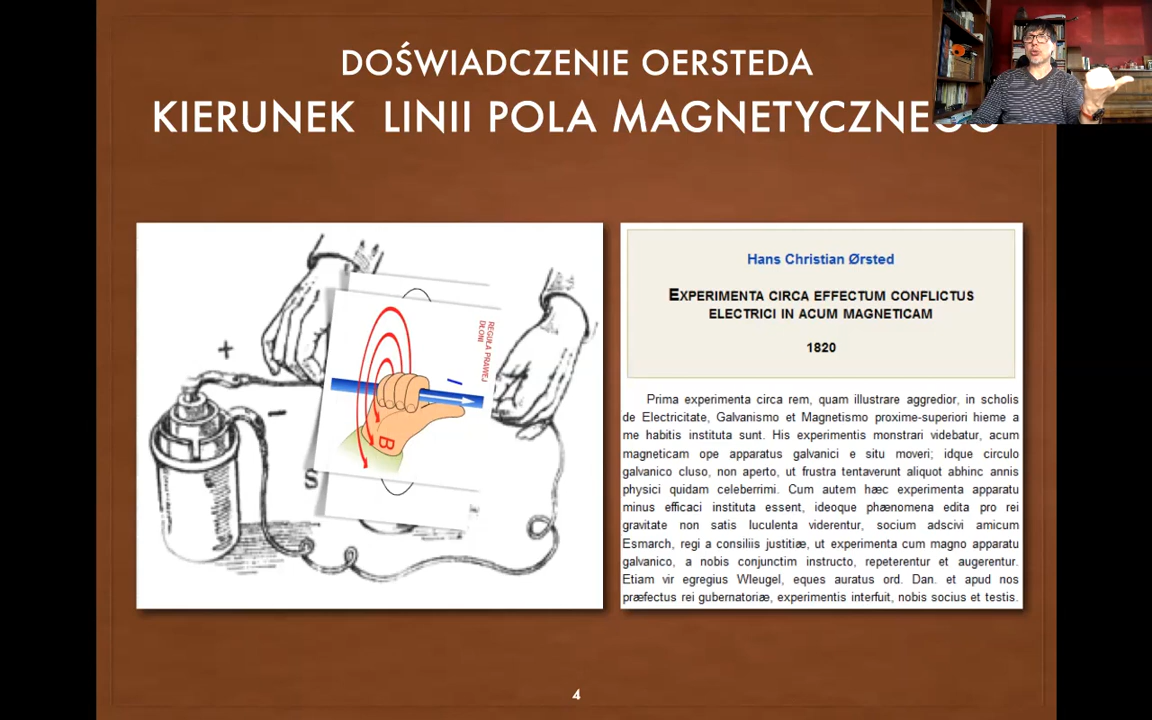 DOŚWIADCZENIE OERSTEDA
KIERUNEK LINII POLA MAGNETYCZNEGO
+
-
S
REGUŁA PRAWEJ
DŁONI
I
B
Hans Christian Ørsted
EXPERIMENTA CIRCA EFFECTUM CONFLICTUS
ELECTRICI IN ACUM MAGNETICAM
1820
Prima experimenta circa rem, quam illustrare aggredior, in scholis
de Electricitate, Galvanismo et Magnetismo proxime-superiori hieme a
me habitis instituta sunt. His experimentis monstrari videbatur, acum
magneticam ope apparatus galvanici e situ moveri; idque circulo
galvanico cluso, non aperto, ut frustra tentaverunt aliquot abhinc annis
physici quidam celeberrimi. Cum autem hæc experimenta apparatu
minus efficaci instituta essent, ideoque phænomena edita pro rei
gravitate non satis luculenta viderentur, socium adscivi amicum
Esmarch, regi a consiliis justitiæ, ut experimenta cum magno apparatu
galvanico, a nobis conjunctim instructo, repeterentur et augerentur.
Etiam vir egregius Wleugel, eques auratus ord. Dan. et apud nos
præfectus rei gubernatoriæ, experimentis interfuit, nobis socius et testis.
4